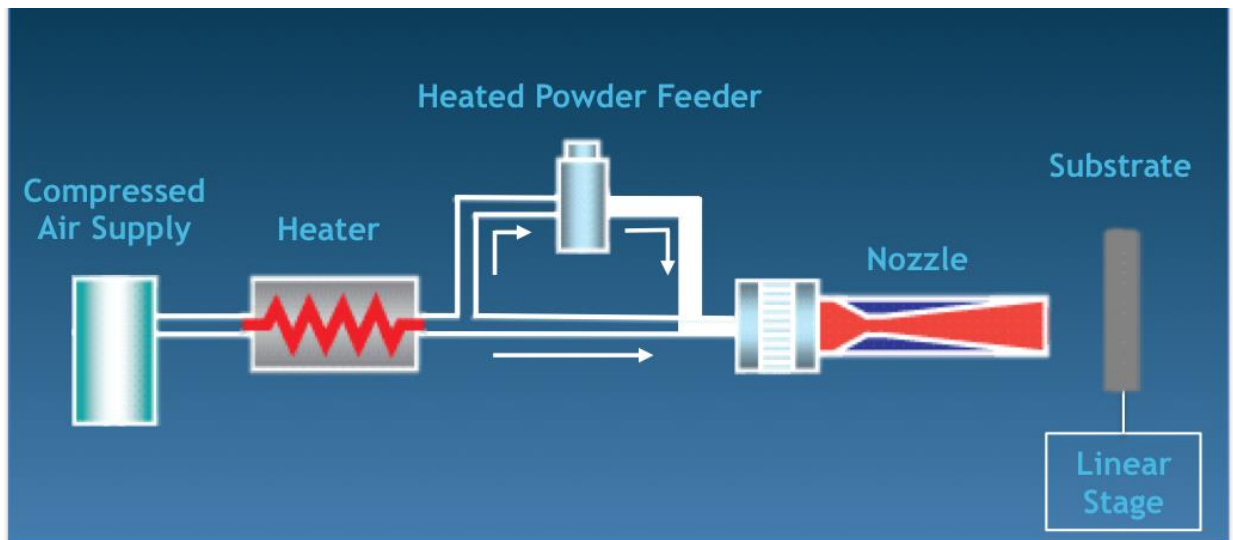 Heated Powder Feeder
Compressed
Air Supply
Heater
Nozzle
Substrate
Linear
Stage